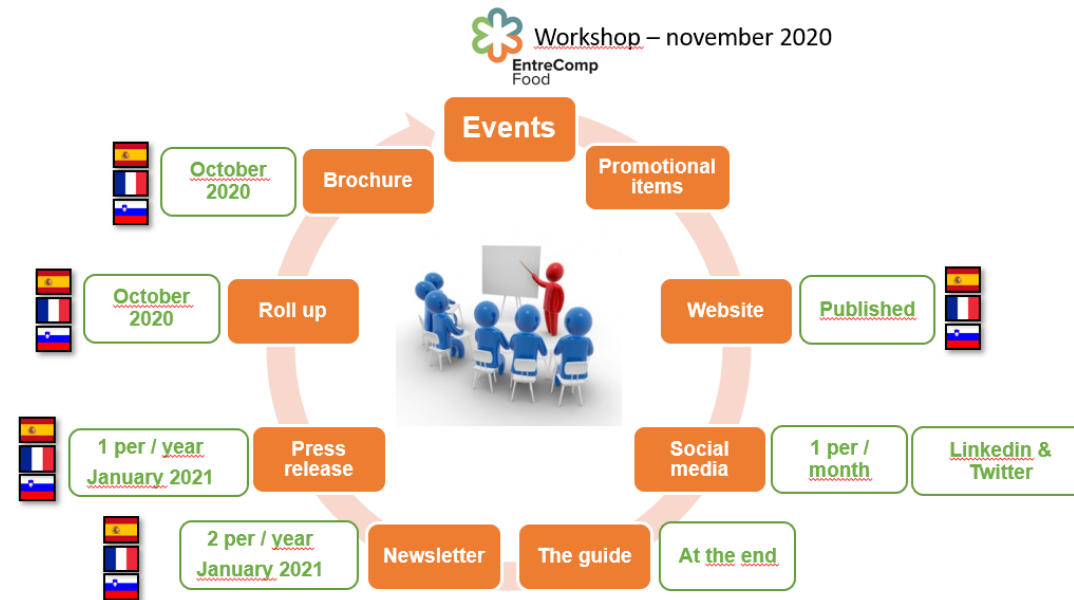 Workshop – november 2020
EntreComp
Food
Events
Promotional
items
Brochure
October
2020
Website
Published
Roll up
October
2020
Social
media
1 per /
month
Linkedin &
Twitter
Press
release
1 per / year
January 2021
The guide
At the end
Newsletter
2 per / year
January 2021